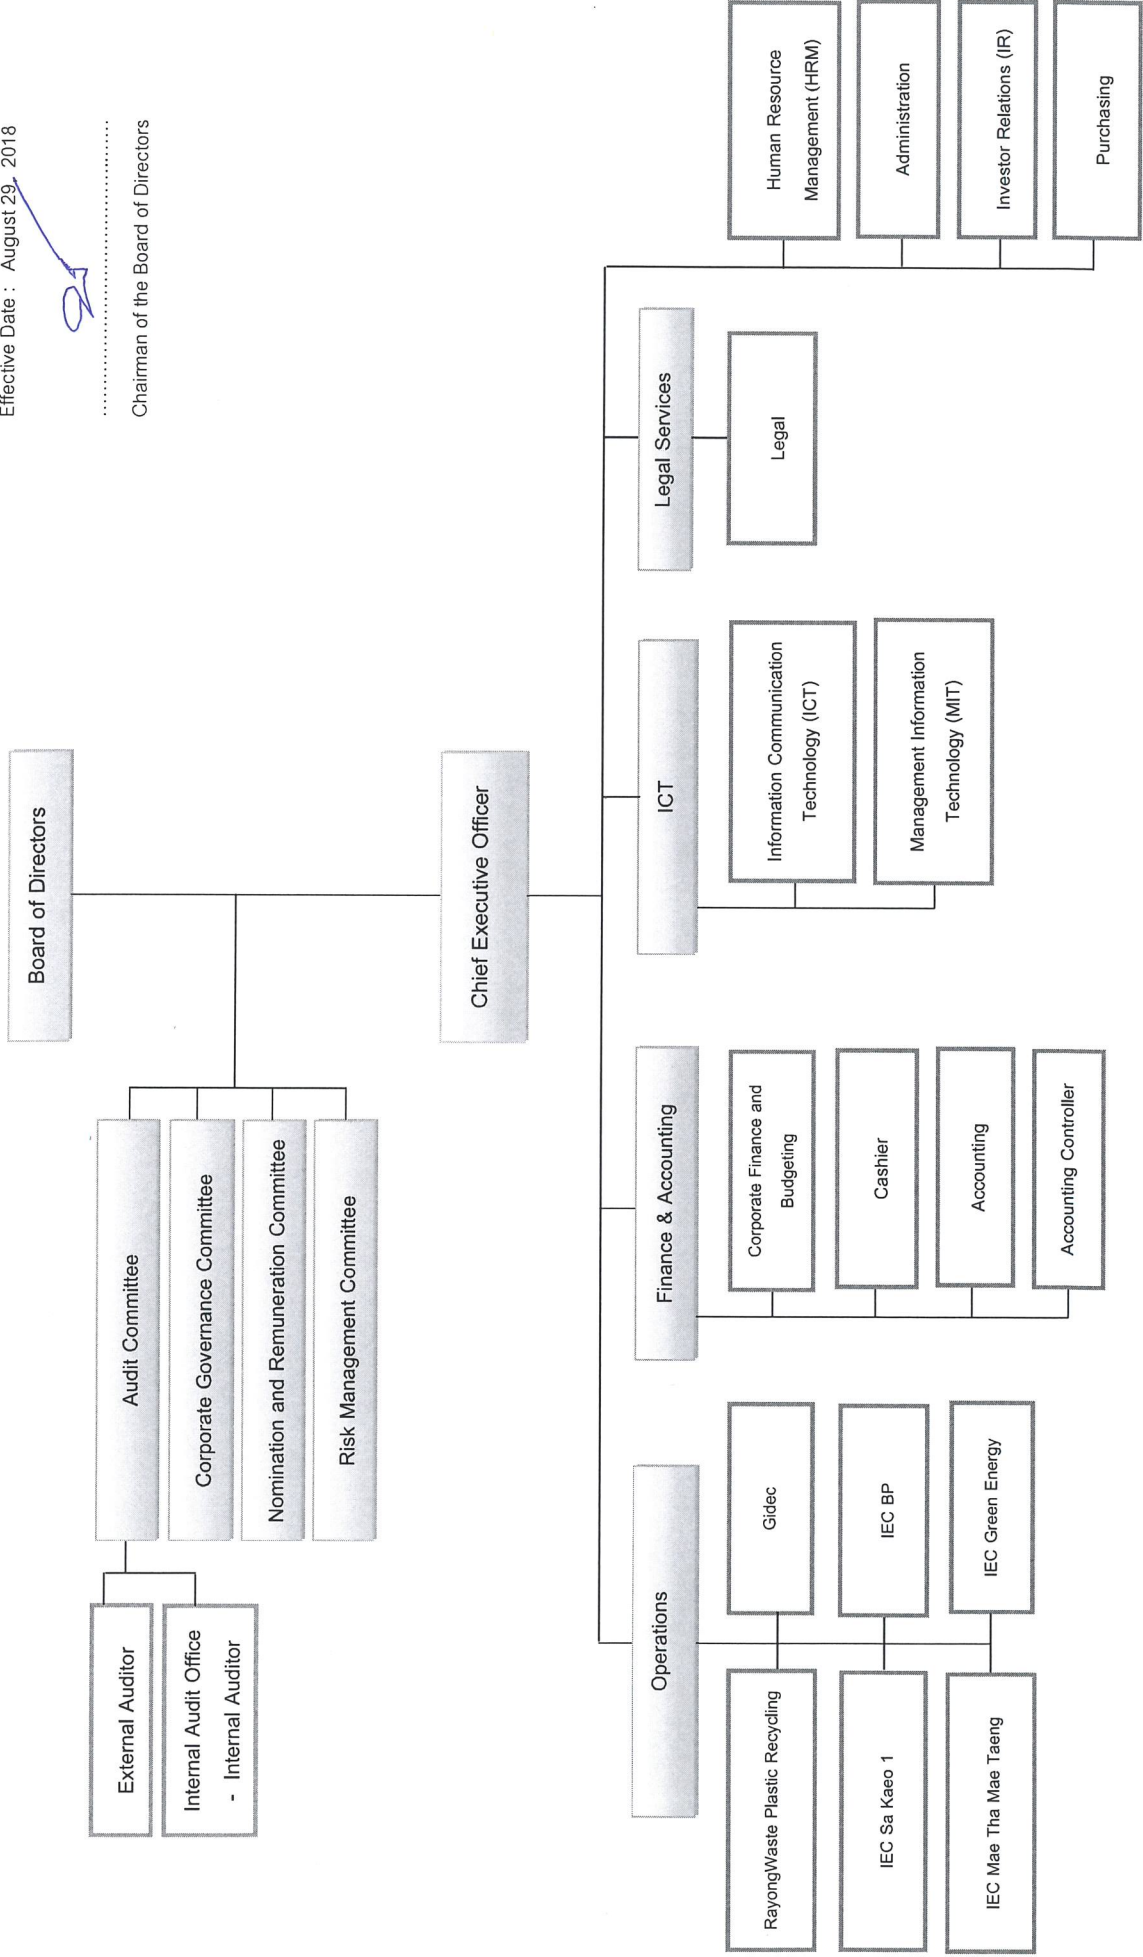 Effective Date : August 29, 2018
Chairman of the Board of Directors
Board of Directors
Audit Committee
Corporate Governance Committee
Nomination and Remuneration Committee
Risk Management Committee
External Auditor
Internal Audit Office
- Internal Auditor
Chief Executive Officer
Operations
RayongWaste Plastic Recycling
Gidec
IEC Sa Kaeo 1
IEC BP
IEC Mae Tha Mae Taeng
IEC Green Energy
Finance & Accounting
Corporate Finance and
Budgeting
Cashier
Accounting
Accounting Controller
ICT
Information Communication
Technology (ICT)
Management Information
Technology (MIT)
Legal Services
Legal
Human Resource
Management (HRM)
Administration
Investor Relations (IR)
Purchasing